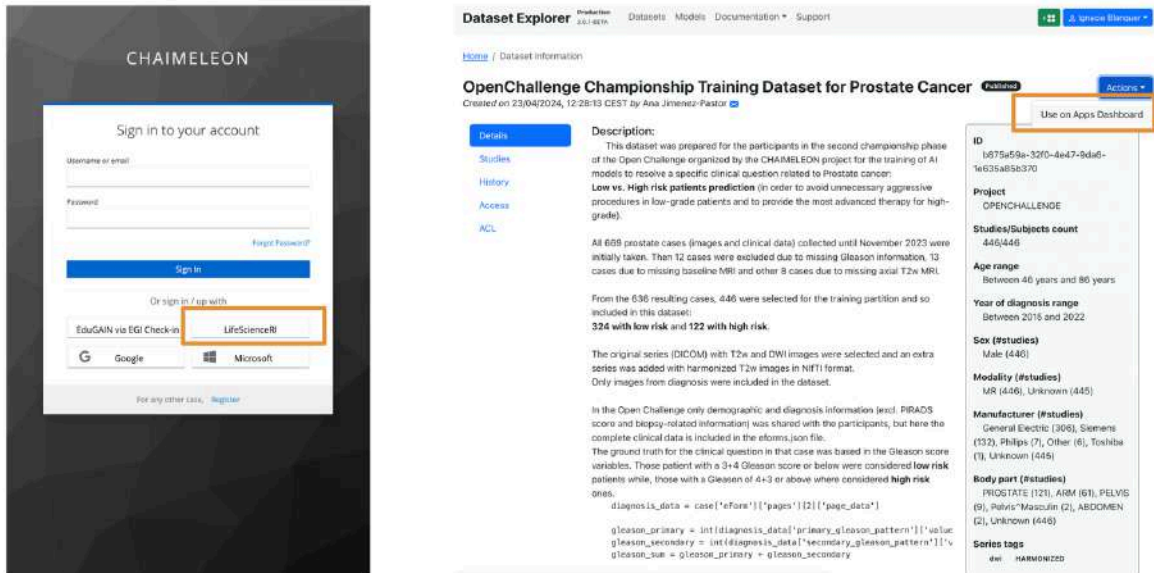 CHAIMELEON
Sign in to your account
Username or email
Password
Forgot Password?
Sign In
Or sign in / up with
EduGAIN via EGI Check-in
LifeScienceRI
Google
Microsoft
For any other case, Register
Dataset Explorer Production 2.0.1-BETA Datasets Models Documentation Support
Ignacio Blanquer
Home / Dataset information
OpenChallenge Championship Training Dataset for Prostate Cancer Published
Actions
Created on 23/04/2024, 12:28:13 CEST by Ana Jimenez-Pastor
Use on Apps Dashboard
Details
Studies
History
Access
ACL
Description:
This dataset was prepared for the participants in the second championship phase
of the Open Challenge organized by the CHAIMELEON project for the training of AI
models to resolve a specific clinical question related to Prostate cancer:
Low vs. High risk patients prediction (in order to avoid unnecessary aggressive
procedures in low-grade patients and to provide the most advanced therapy for high-
grade).
All 669 prostate cases (images and clinical data) collected until November 2023 were
initially taken. Then 12 cases were excluded due to missing Gleason information, 13
cases due to missing baseline MRI and other 8 cases due to missing axial T2w MRI.
From the 636 resulting cases, 446 were selected for the training partition and so
included in this dataset:
324 with low risk and 122 with high risk.
The original series (DICOM) with T2w and DWI images were selected and an extra
series was added with harmonized T2w images in NIfTI format.
Only images from diagnosis were included in the dataset.
In the Open Challenge only demographic and diagnosis information (excl. PIRADS
score and biopsy-related information) was shared with the participants, but here the
complete clinical data is included in the eforms.json file.
The ground truth for the clinical question in that case was based in the Gleason score
variables. Those patient with a 3+4 Gleason score or below were considered low risk
patients while, those with a Gleason of 4+3 or above where considered high risk
ones.
diagnosis_data = case['eForm']['pages'][2]['page_data']
gleason_primary = int(diagnosis_data['primary_gleason_pattern']['value
gleason_secondary = int(diagnosis_data['secondary_gleason_pattern']['v
gleason_sum = gleason_primary + gleason_secondary
ID
b875a59a-32f0-4e47-9da6-
1e635a85b370
Project
OPENCHALLENGE
Studies/Subjects count
446/446
Age range
Between 46 years and 86 years
Year of diagnosis range
Between 2016 and 2022
Sex (#studies)
Male (446)
Modality (#studies)
MR (446), Unknown (445)
Manufacturer (#studies)
General Electric (306), Siemens
(132), Philips (7), Other (6), Toshiba
(1), Unknown (446)
Body part (#studies)
PROSTATE (121), ARM (61), PELVIS
(9), Pelvis^Masculin (2), ABDOMEN
(2), Unknown (446)
Series tags
dwi HARMONIZED